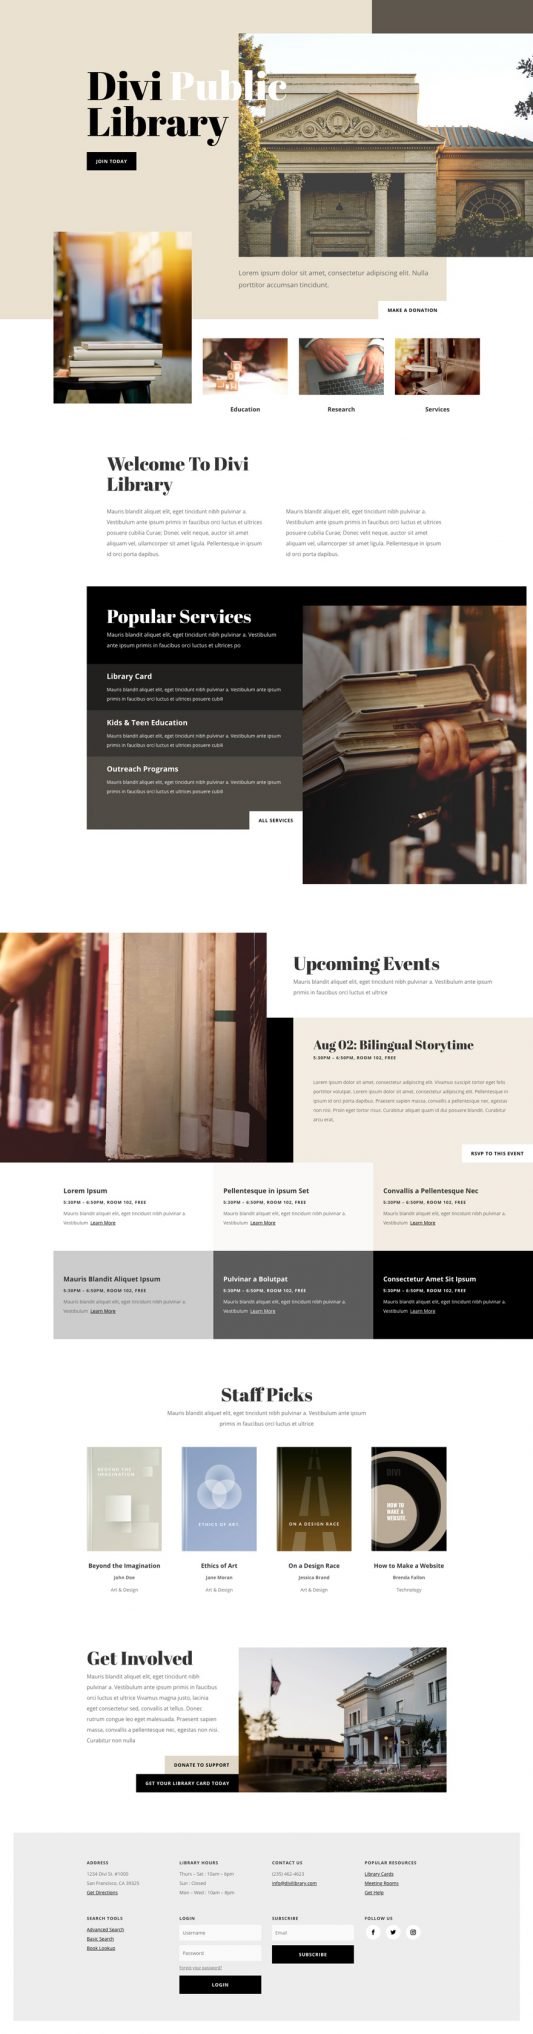 Divi Public
Library
JOIN TODAY
Lorem ipsum dolor sit amet, consectetur adipiscing elit. Nulla
porttitor accumsan tincidunt.
MAKE A DONATION
Education
Research
Services
Welcome To Divi
Library
Mauris blandit aliquet elit, eget tincidunt nibh pulvinar a.
Vestibulum ante ipsum primis in faucibus orci luctus et ultrices
posuere cubilia Curae; Donec velit neque, auctor sit amet
aliquam vel, ullamcorper sit amet ligula. Pellentesque in ipsum
id orci porta dapibus.
Mauris blandit aliquet elit, eget tincidunt nibh pulvinar a.
Vestibulum ante ipsum primis in faucibus orci luctus et ultrices
posuere cubilia Curae; Donec velit neque, auctor sit amet
aliquam vel, ullamcorper sit amet ligula. Pellentesque in ipsum
id orci porta dapibus.
Popular Services
Mauris blandit aliquet elit, eget tincidunt nibh pulvinar a. Vestibulum
ante ipsum primis in faucibus orci luctus et ultrices po
Library Card
Mauris blandit aliquet elit, eget tincidunt nibh pulvinar a. Vestibulum ante ipsum
primis in faucibus orci luctus et ultrices posuere cubili
Kids & Teen Education
Mauris blandit aliquet elit, eget tincidunt nibh pulvinar a. Vestibulum ante ipsum
primis in faucibus orci luctus et ultrices posuere cubili
Outreach Programs
Mauris blandit aliquet elit, eget tincidunt nibh pulvinar a. Vestibulum ante ipsum
primis in faucibus orci luctus et ultrices posuere cubili
ALL SERVICES
Upcoming Events
Mauris blandit aliquet elit, eget tincidunt nibh pulvinar a. Vestibulum ante ipsum
primis in faucibus orci luctus et ultrice
Aug 02: Bilingual Storytime
5:30PM – 6:50PM, ROOM 102, FREE
Lorem ipsum dolor sit amet, consectetur adipiscing elit. Vivamus suscipit tortor eget felis
porttitor volutpat. Lorem ipsum dolor sit amet, consectetur adipiscing elit. Pellentesque in
ipsum id orci porta dapibus. Praesent sapien massa, convallis a pellentesque nec, egestas
non nisi. Proin eget tortor risus. Curabitur aliquet quam id dui posuere blandit. Curabitur
arcu erat.
RSVP TO THIS EVENT
Lorem Ipsum
5:30PM – 6:50PM, ROOM 102, FREE
Mauris blandit aliquet elit, eget tincidunt nibh pulvinar a.
Vestibulum Learn More
Pellentesque in ipsum Set
5:30PM – 6:50PM, ROOM 102, FREE
Mauris blandit aliquet elit, eget tincidunt nibh pulvinar a.
Vestibulum Learn More
Convallis a Pellentesque Nec
5:30PM – 6:50PM, ROOM 102, FREE
Mauris blandit aliquet elit, eget tincidunt nibh pulvinar a.
Vestibulum Learn More
Mauris Blandit Aliquet Ipsum
5:30PM – 6:50PM, ROOM 102, FREE
Mauris blandit aliquet elit, eget tincidunt nibh pulvinar a.
Vestibulum Learn More
Pulvinar a Bolutpat
5:30PM – 6:50PM, ROOM 102, FREE
Mauris blandit aliquet elit, eget tincidunt nibh pulvinar a.
Vestibulum Learn More
Consectetur Amet Sit Ipsum
5:30PM – 6:50PM, ROOM 102, FREE
Mauris blandit aliquet elit, eget tincidunt nibh pulvinar a.
Vestibulum Learn More
Staff Picks
Mauris blandit aliquet elit, eget tincidunt nibh pulvinar a. Vestibulum ante ipsum
primis in faucibus orci luctus et ultrice
BEYOND THE
IMAGINATION
ETHICS OF ART
ON A DESIGN RACE
DIVI
HOW TO
MAKE A
WEBSITE.
Beyond the Imagination
John Doe
Art & Design
Ethics of Art
Jane Moran
Art & Design
On a Design Race
Jessica Brand
Art & Design
How to Make a Website
Brenda Fallon
Technology
Get Involved
Mauris blandit aliquet elit, eget tincidunt nibh
pulvinar a. Vestibulum ante ipsum primis in faucibus
orci luctus et ultrice Vivamus magna justo, lacinia
eget consectetur sed, convallis at tellus. Donec
rutrum congue leo eget malesuada. Praesent sapien
massa, convallis a pellentesque nec, egestas non nisi.
Curabitur non nulla
DONATE TO SUPPORT
GET YOUR LIBRARY CARD TODAY
ADDRESS
1234 Divi St. #1000
San Francisco, CA 39325
Get Directions
LIBRARY HOURS
Thurs – Sat : 10am – 6pm
Sun : Closed
Mon – Wed : 10am – 8pm
CONTACT US
(235) 462-4623
info@divilibrary.com
POPULAR RESOURCES
Library Cards
Meeting Rooms
Get Help
SEARCH TOOLS
Advanced Search
Basic Search
Book Lookup
LOGIN
Username
Password
Forgot your password?
LOGIN
SUBSCRIBE
Email
SUBSCRIBE
FOLLOW US